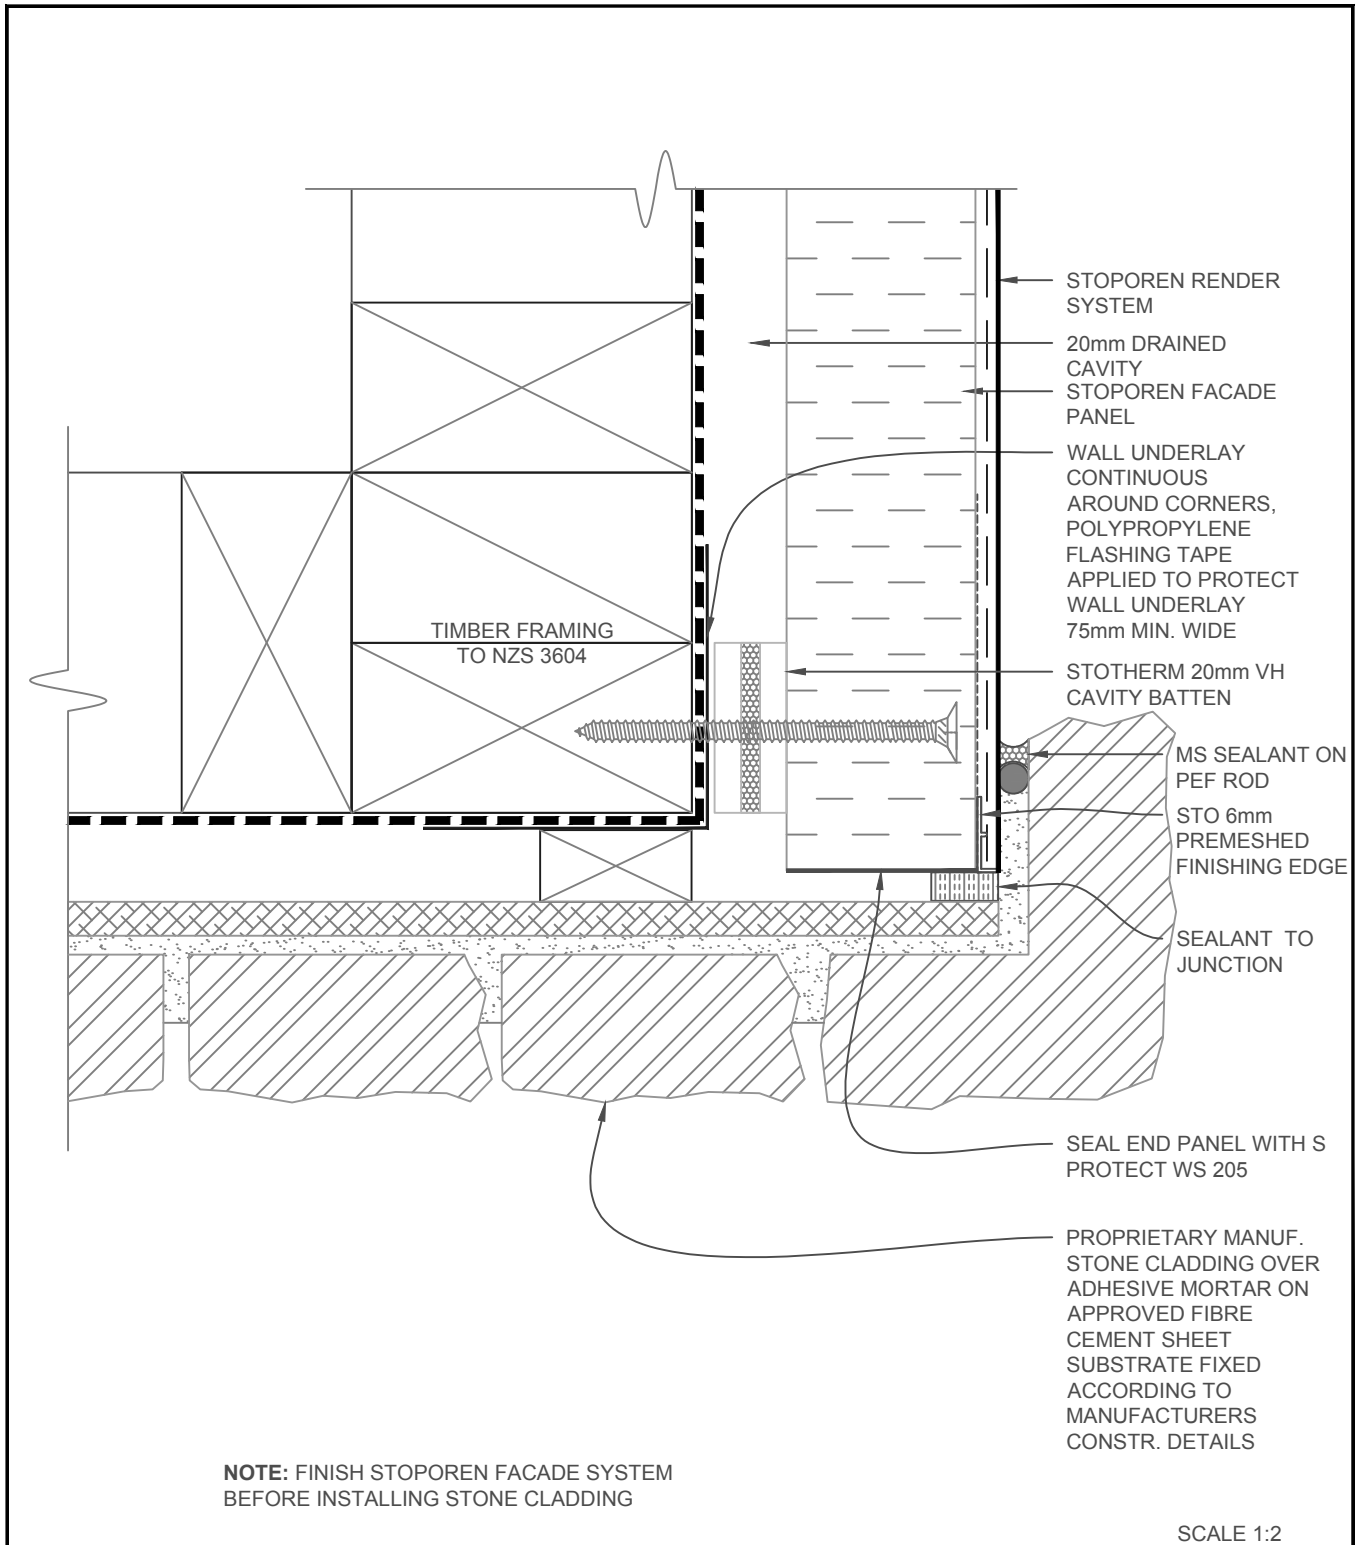 STOPOREN RENDER
SYSTEM
20mm DRAINED
CAVITY
STOPOREN FACADE
PANEL
WALL UNDERLAY
CONTINUOUS
AROUND CORNERS,
POLYPROPYLENE
FLASHING TAPE
APPLIED TO PROTECT
WALL UNDERLAY
75mm MIN. WIDE
TIMBER FRAMING
TO NZS 3604
STOTHERM 20mm VH
CAVITY BATTEN
MS SEALANT ON
PEF ROD
STO 6mm
PREMESHED
FINISHING EDGE
SEALANT TO
JUNCTION
SEAL END PANEL WITH S
PROTECT WS 205
PROPRIETARY MANUF.
STONE CLADDING OVER
ADHESIVE MORTAR ON
APPROVED FIBRE
CEMENT SHEET
SUBSTRATE FIXED
ACCORDING TO
MANUFACTURERS
CONSTR. DETAILS
NOTE: FINISH STOPOREN FACADE SYSTEM
BEFORE INSTALLING STONE CLADDING
SCALE 1:2